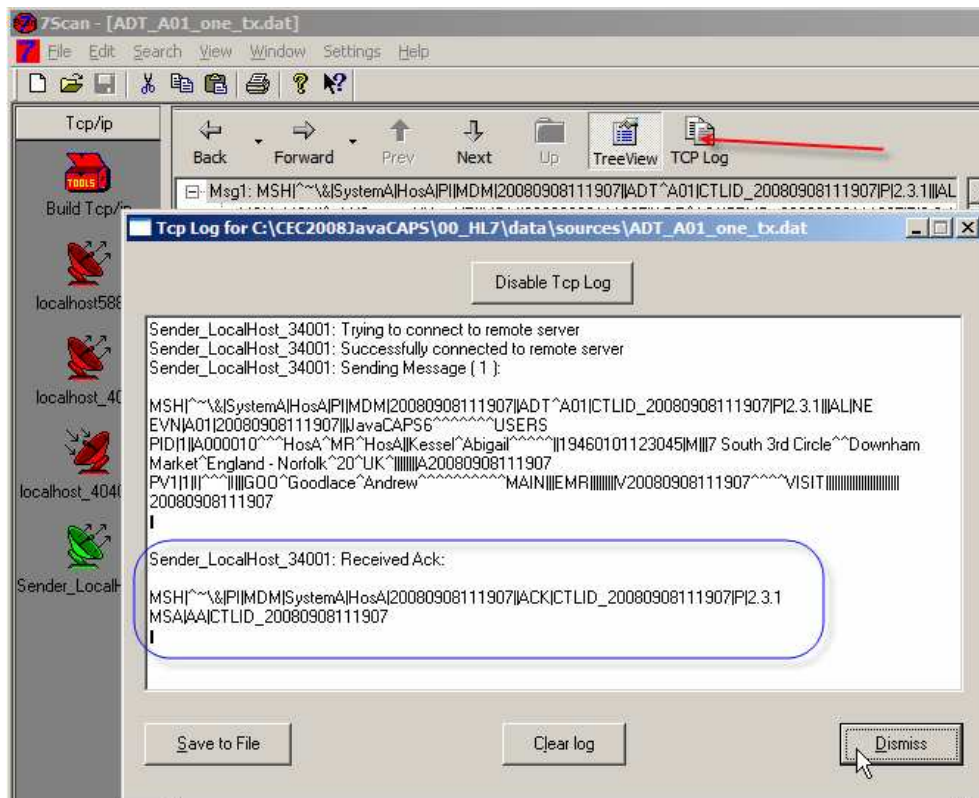 7Scan - [ADT_A01_one_tx.dat]
File Edit Search View Window Settings Help
Tcp/ip
Back Forward Prev Next Up TreeView TCP Log
TOOLS
Build Tcp/ip
Msg1: MSH|^~\&|SystemA|HosA|PI|MDM|20080908111907||ADT^A01|CTLID_20080908111907|P|2.3.1|||AL
Tcp Log for C:\CEC2008JavaCAPS\00_HL7\data\sources\ADT_A01_one_tx.dat
Disable Tcp Log
localhost588
localhost_40
localhost_4040
Sender_LocalH
Sender_LocalHost_34001: Trying to connect to remote server
Sender_LocalHost_34001: Successfully connected to remote server
Sender_LocalHost_34001: Sending Message ( 1 ):
MSH|^~\&|SystemA|HosA|PI|MDM|20080908111907||ADT^A01|CTLID_20080908111907|P|2.3.1|||AL|NE
EVN|A01|20080908111907||JavaCAPS6^^^^^^^USERS
PID|1||A000010^^^HosA^MR^HosA||Kessel^Abigail^^^^^||19460101123045|M|||7 South 3rd Circle^^Downham
Market^England - Norfolk^20^UK^||||||||A20080908111907
PV1|1|I||^^^|I||||GOO^Goodlace^Andrew^^^^^^^^^^MAIN|||EMR||||||||V20080908111907^^^^VISIT||||||||||||||||||||||
20080908111907
Sender_LocalHost_34001: Received Ack:
MSH|^~\&|PI|MDM|SystemA|HosA|20080908111907||ACK|CTLID_20080908111907|P|2.3.1
MSA|AA|CTLID_20080908111907
Save to File
Clear log
Dismiss